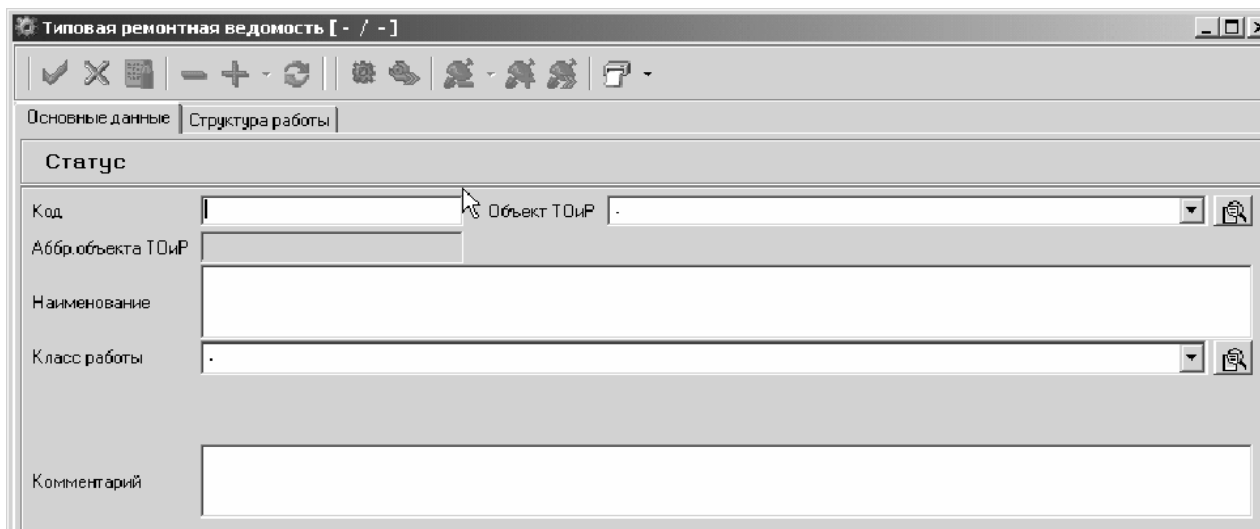 Типовая ремонтная ведомость [ - / - ]
Основные данные Структура работы
Статус
Код Объект ТОиР -
Аббр.объекта ТОиР
Наименование
Класс работы -
Комментарий